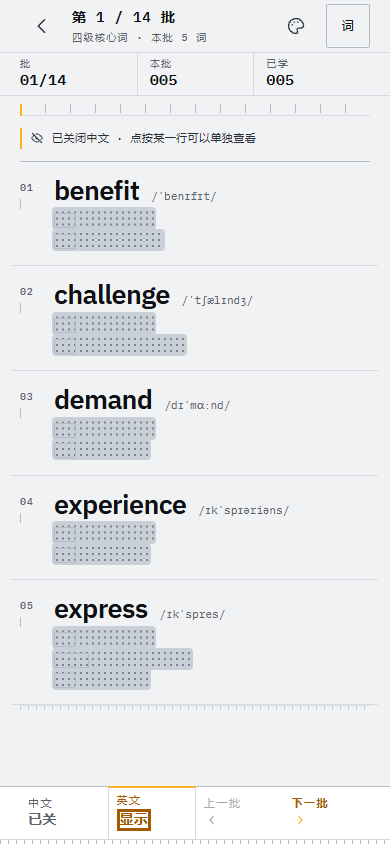 第 1 / 14 批
四级核心词 · 本批 5 词
词
批 本批 已学
01/14 005 005
已关闭中文 · 点按某一行可以单独查看
01 benefit /ˈbenɪfɪt/
02 challenge /ˈtʃælɪndʒ/
03 demand /dɪˈmɑːnd/
04 experience /ɪkˈspɪəriəns/
05 express /ɪkˈspres/
中文 英文 上一批 下一批
已关 显示